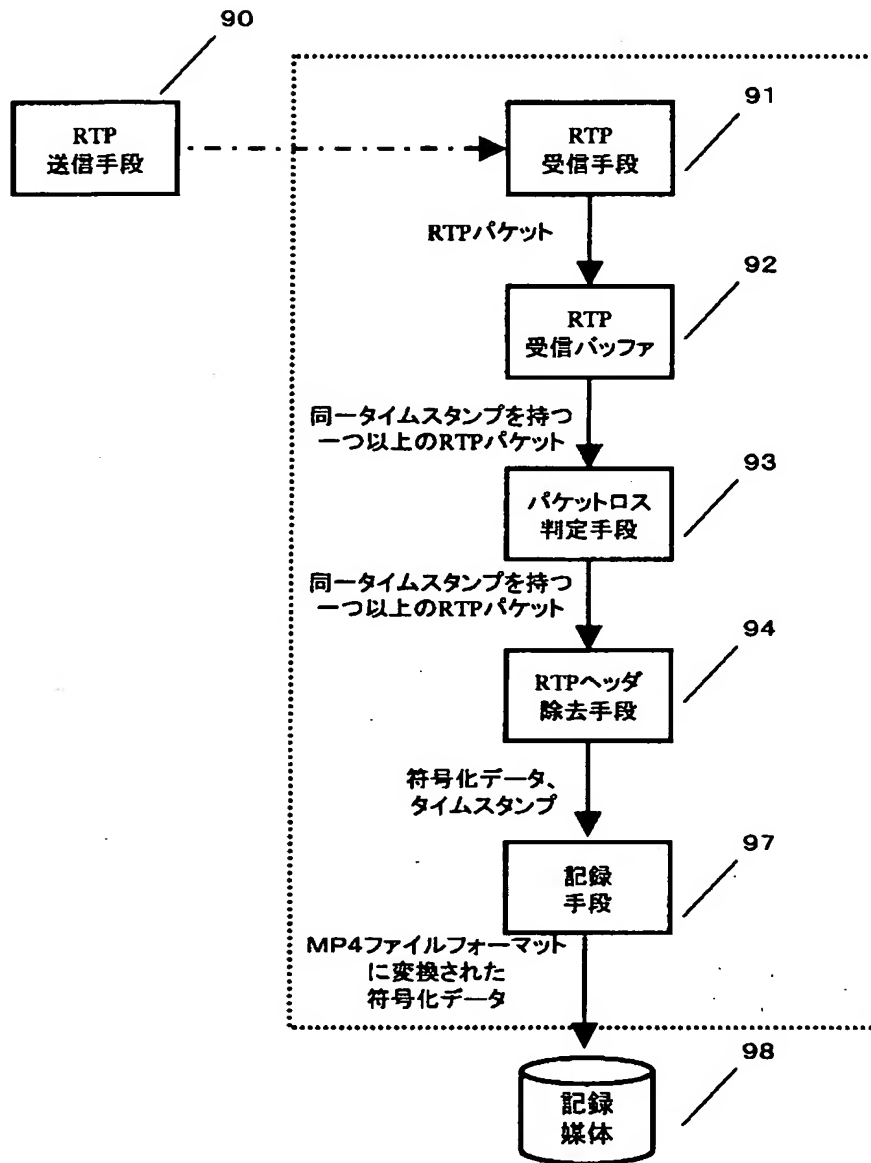 90
RTP
送信手段
91
RTP
受信手段
RTPパケット
92
RTP
受信バッファ
同一タイムスタンプを持つ
一つ以上のRTPパケット
93
パケットロス
判定手段
同一タイムスタンプを持つ
一つ以上のRTPパケット
94
RTPヘッダ
除去手段
符号化データ、
タイムスタンプ
97
記録
手段
MP4ファイルフォーマット
に変換された
符号化データ
98
記録
媒体